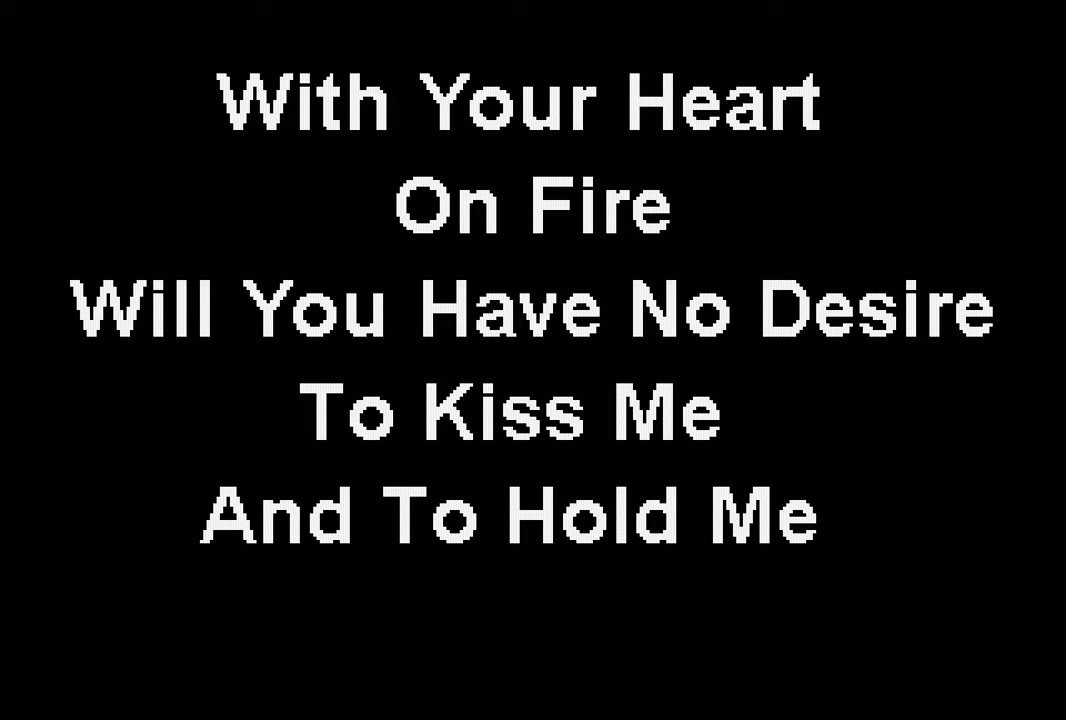 With Your Heart
On Fire
Will You Have No Desire
To Kiss Me
And To Hold Me